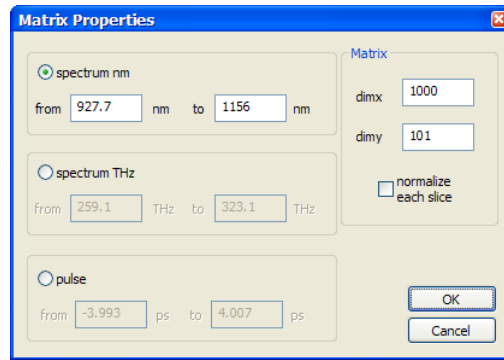 Matrix Properties
spectrum nm
from 927.7 nm to 1156 nm
spectrum THz
from 259.1 THz to 323.1 THz
pulse
from -3.993 ps to 4.007 ps
Matrix
dimx 1000
dimy 101
normalize
each slice
OK
Cancel